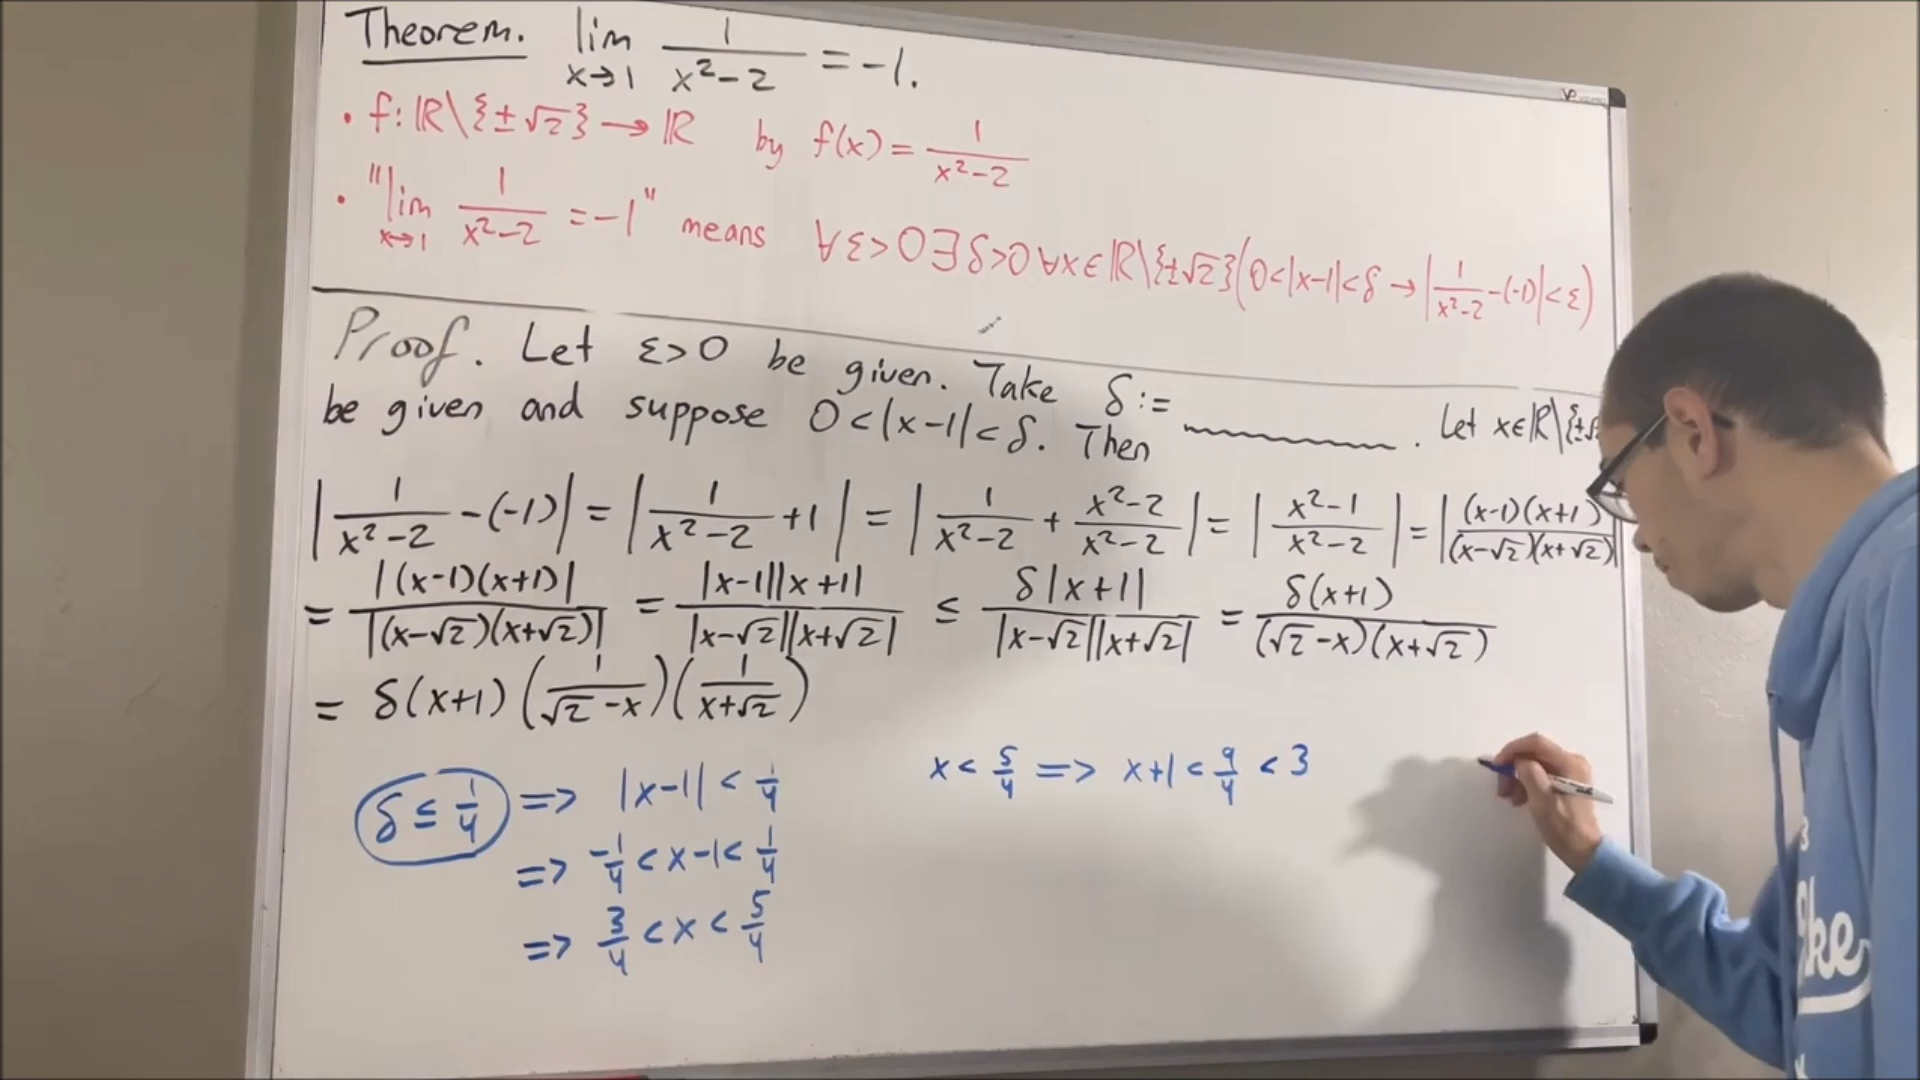 Theorem. lim x→1 1/(x²-2) = -1.
• f: ℝ\{±√2} → ℝ by f(x) = 1/(x²-2)
• "lim x→1 1/(x²-2) = -1" means ∀ε>0∃δ>0∀x∈ℝ\{±√2}(0<|x-1|<δ → |1/(x²-2) -(-1)|<ε)
Proof. Let ε>0 be given. Take δ:= ________. Let x∈ℝ\{±√
be given and suppose 0<|x-1|<δ. Then
|1/(x²-2) -(-1)| = |1/(x²-2) +1| = |1/(x²-2) + (x²-2)/(x²-2)| = |(x²-1)/(x²-2)| = |(x-1)(x+1)/(x-√2)(x+√2)|
= |(x-1)(x+1)|/|(x-√2)(x+√2)| = |x-1||x+1|/|x-√2||x+√2| ≤ δ|x+1|/|x-√2||x+√2| = δ(x+1)/(√2-x)(x+√2)
= δ(x+1)(1/(√2-x))(1/(x+√2))
δ ≤ 1/4 => |x-1| < 1/4
=> -1/4 < x-1 < 1/4
=> 3/4 < x < 5/4
x < 5/4 => x+1 < 9/4 < 3